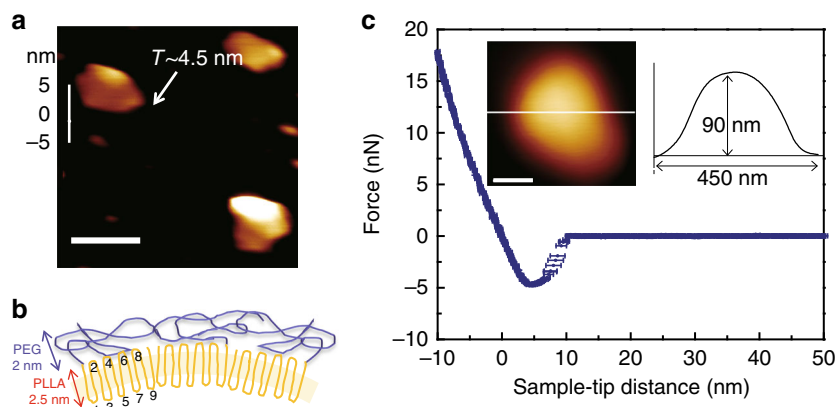 a
nm
5
0
−5
T~4.5 nm
b
PEG
2 nm
PLLA
2.5 nm
2 4 6 8
3 5 7 9
c
20
15
10
5
0
−5
−10
Force (nN)
90 nm
450 nm
−10 0 10 20 30 40 50
Sample-tip distance (nm)